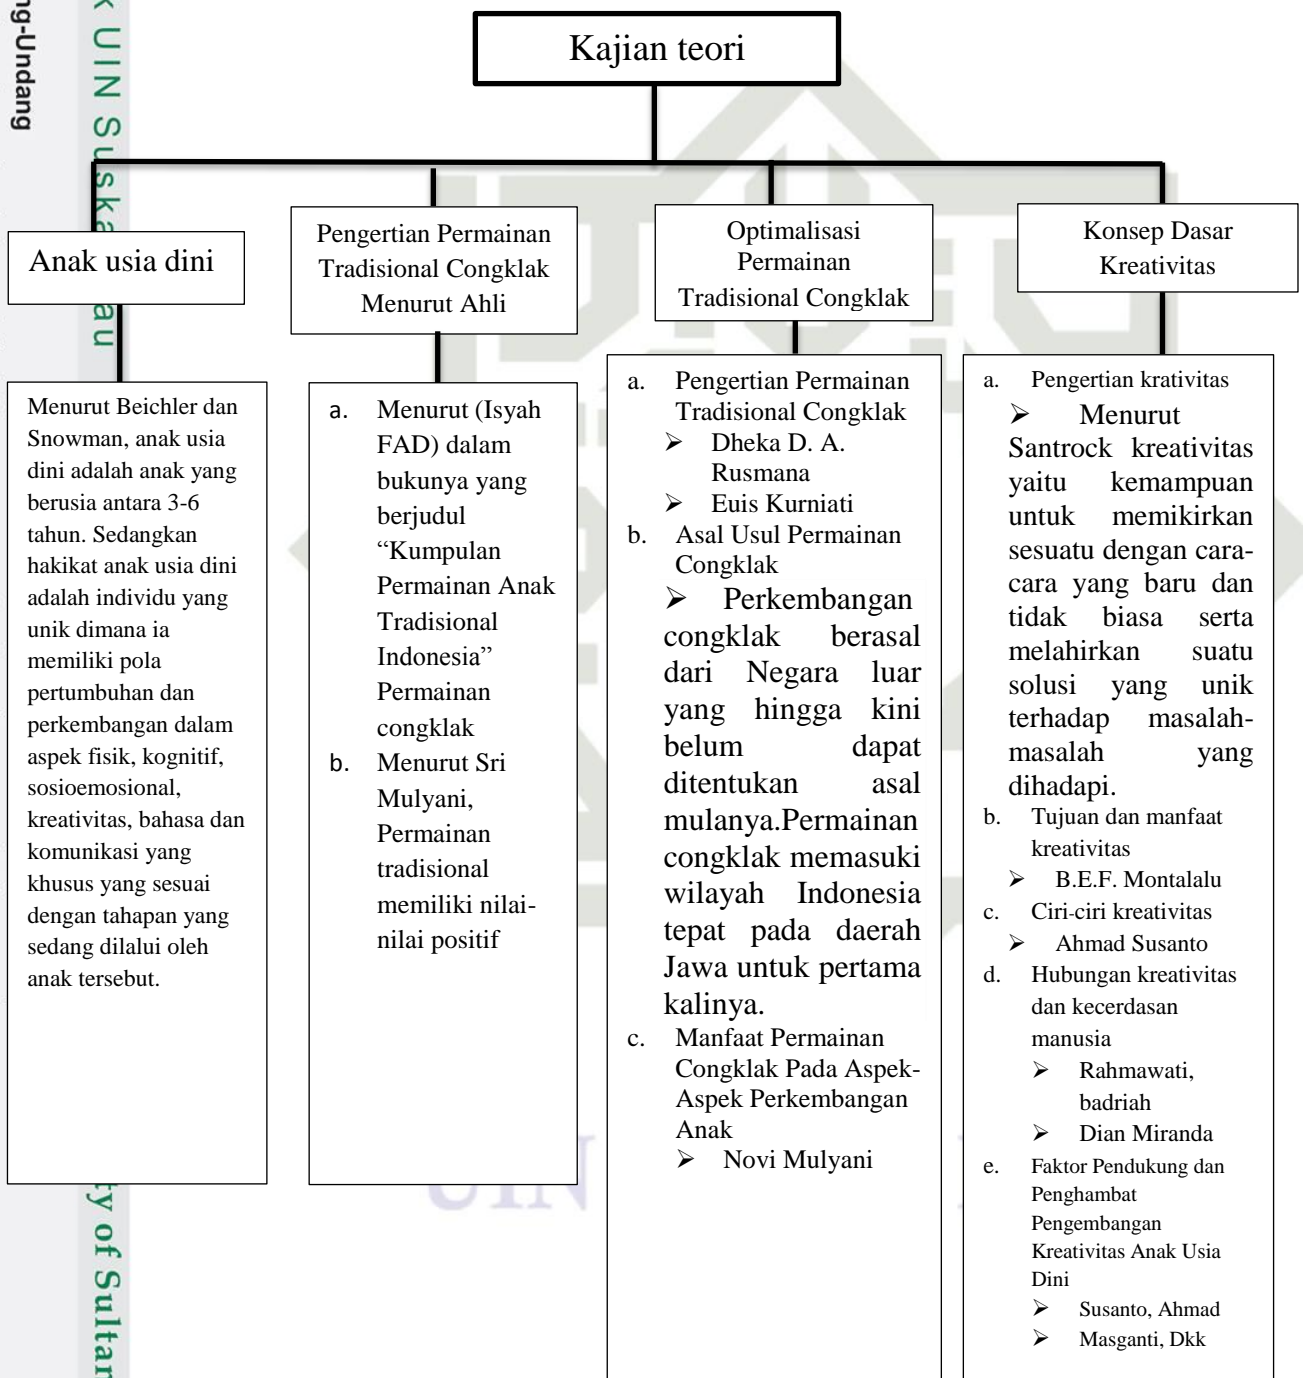 Kajian teori
Anak usia dini
Pengertian Permainan
Tradisional Congklak
Menurut Ahli
Optimalisasi
Permainan
Tradisional Congklak
Konsep Dasar
Kreativitas
Menurut Beichler dan
Snowman, anak usia
dini adalah anak yang
berusia antara 3-6
tahun. Sedangkan
hakikat anak usia dini
adalah individu yang
unik dimana ia
memiliki pola
pertumbuhan dan
perkembangan dalam
aspek fisik, kognitif,
sosioemosional,
kreativitas, bahasa dan
komunikasi yang
khusus yang sesuai
dengan tahapan yang
sedang dilalui oleh
anak tersebut.
a. Menurut (Isyah
FAD) dalam
bukunya yang
berjudul
“Kumpulan
Permainan Anak
Tradisional
Indonesia”
Permainan
congklak
b. Menurut Sri
Mulyani,
Permainan
tradisional
memiliki nilai-
nilai positif
a. Pengertian Permainan
Tradisional Congklak
➢ Dheka D. A.
Rusmana
➢ Euis Kurniati
b. Asal Usul Permainan
Congklak
➢ Perkembangan
congklak berasal
dari Negara luar
yang hingga kini
belum dapat
ditentukan asal
mulanya.Permainan
congklak memasuki
wilayah Indonesia
tepat pada daerah
Jawa untuk pertama
kalinya.
c. Manfaat Permainan
Congklak Pada Aspek-
Aspek Perkembangan
Anak
➢ Novi Mulyani
a. Pengertian krativitas
➢ Menurut
Santrock kreativitas
yaitu kemampuan
untuk memikirkan
sesuatu dengan cara-
cara yang baru dan
tidak biasa serta
melahirkan suatu
solusi yang unik
terhadap masalah-
masalah yang
dihadapi.
b. Tujuan dan manfaat
kreativitas
➢ B.E.F. Montalalu
c. Ciri-ciri kreativitas
➢ Ahmad Susanto
d. Hubungan kreativitas
dan kecerdasan
manusia
➢ Rahmawati,
badriah
➢ Dian Miranda
e. Faktor Pendukung dan
Penghambat
Pengembangan
Kreativitas Anak Usia
Dini
➢ Susanto, Ahmad
➢ Masganti, Dkk
ng-Undang
k UIN Suska
au
ty of Sultan
UIN